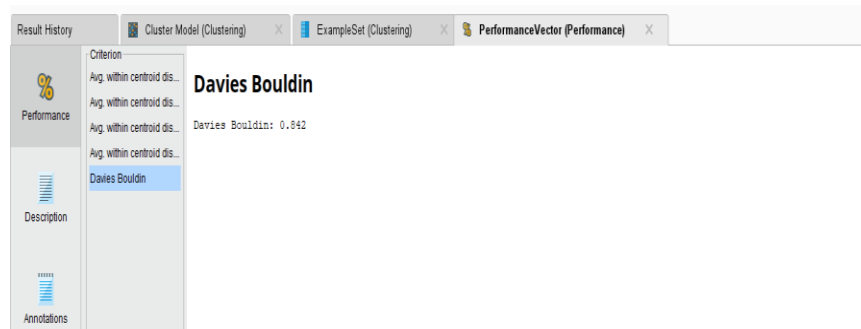 Result History
Cluster Model (Clustering)
ExampleSet (Clustering)
PerformanceVector (Performance)
%
Performance
Description
Annotations
Criterion
Avg. within centroid dis...
Avg. within centroid dis...
Avg. within centroid dis...
Avg. within centroid dis...
Davies Bouldin
Davies Bouldin
Davies Bouldin: 0.842